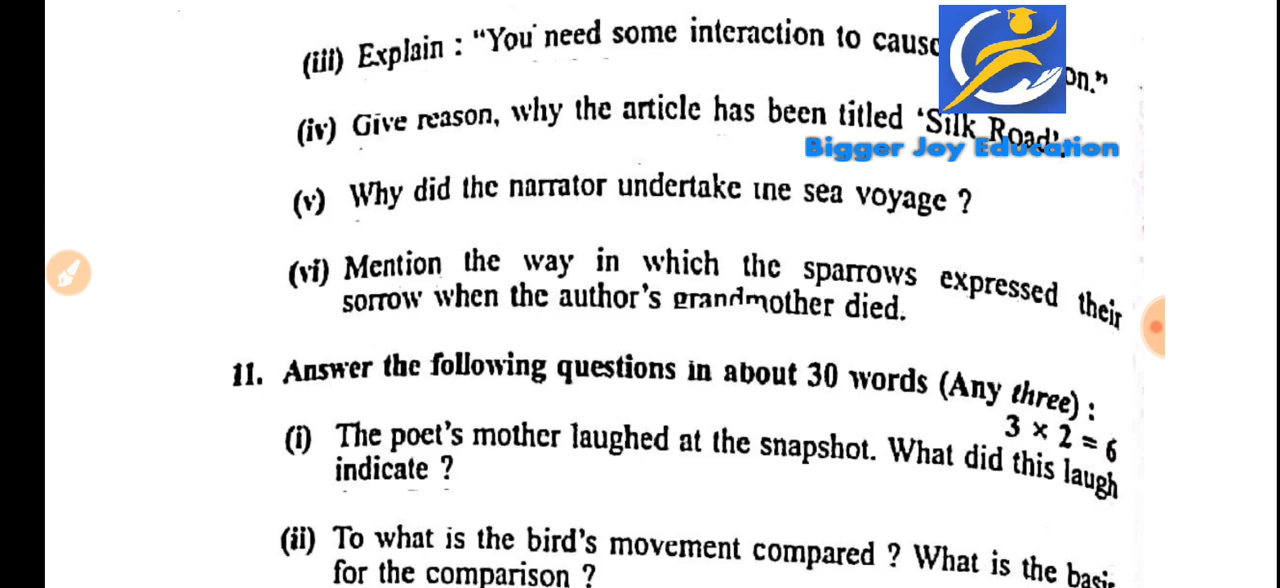 (iii) Explain : "You need some interaction to cause on."
(iv) Give reason, why the article has been titled 'Silk Road'.
Bigger Joy Education
(v) Why did the narrator undertake the sea voyage ?
(vi) Mention the way in which the sparrows expressed their
sorrow when the author's grandmother died.
11. Answer the following questions in about 30 words (Any three) :
3 × 2 = 6
(i) The poet's mother laughed at the snapshot. What did this laugh
indicate ?
(ii) To what is the bird's movement compared ? What is the basis
for the comparison ?